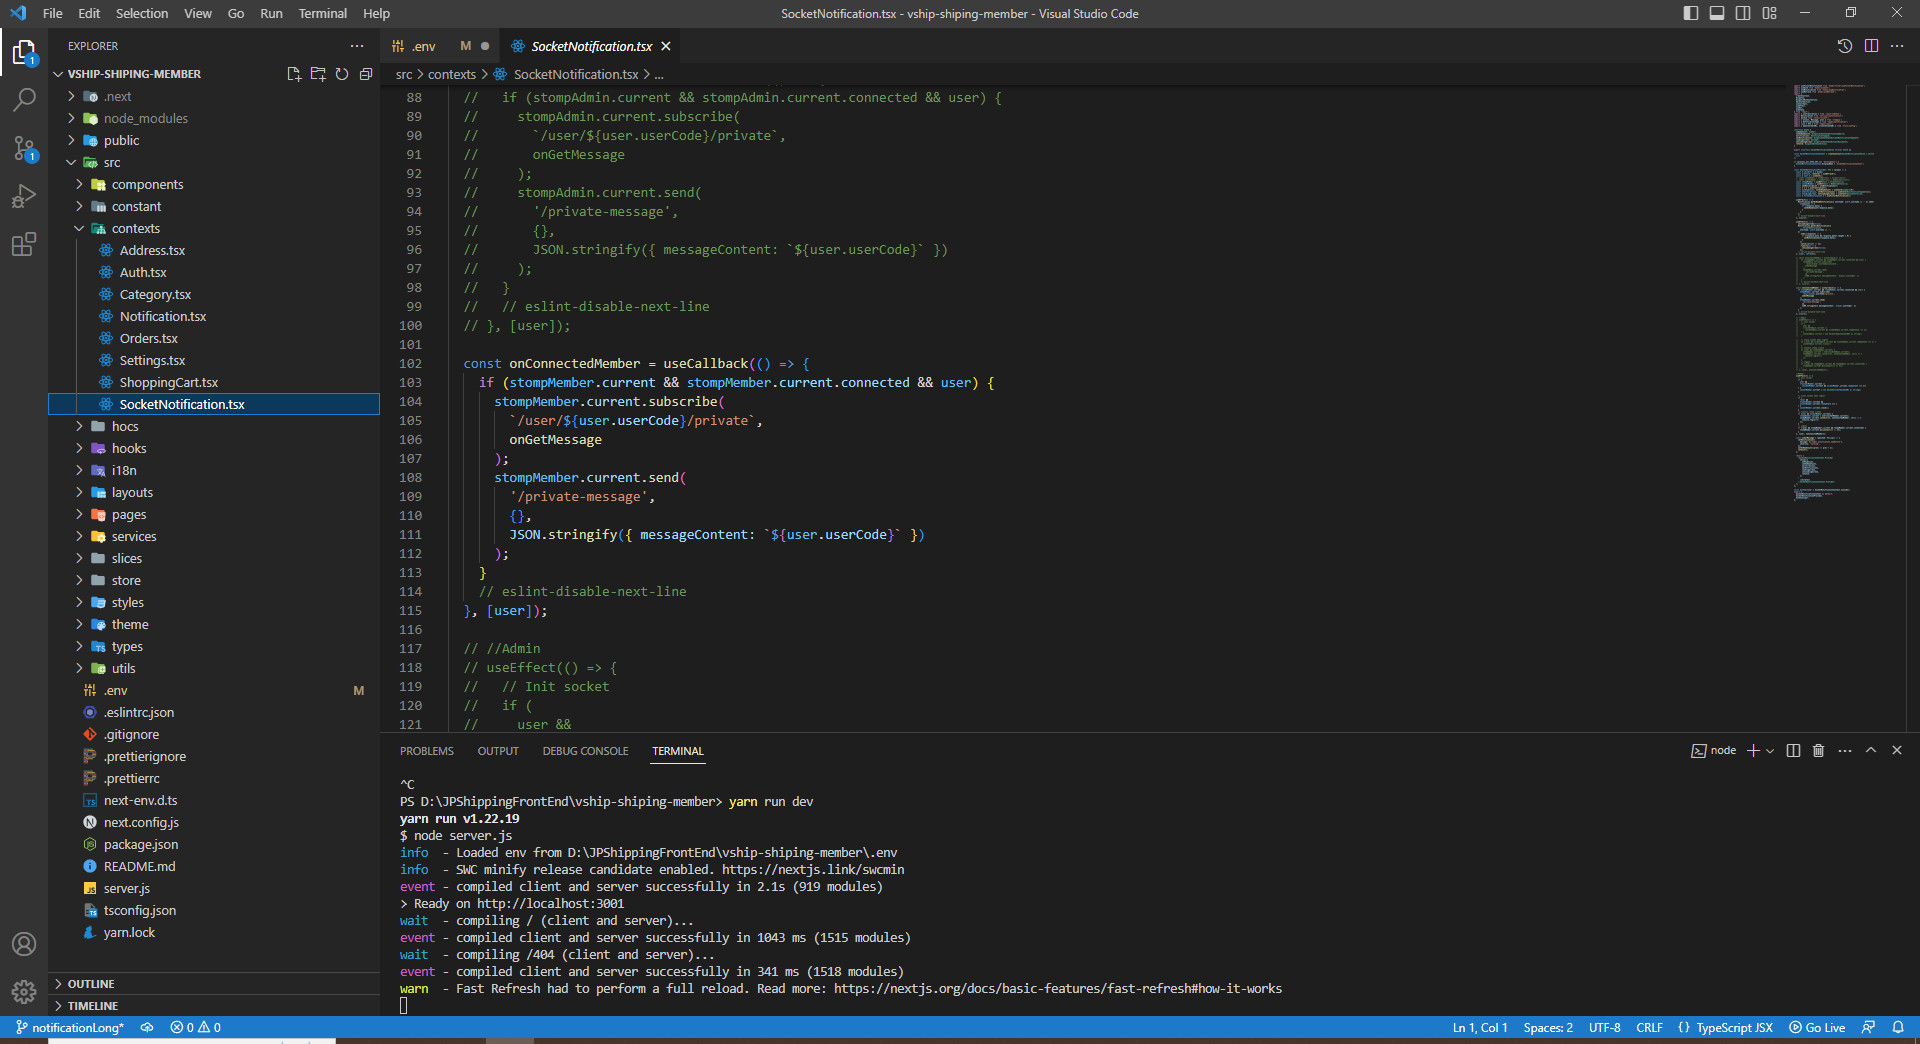 File Edit Selection View Go Run Terminal Help
SocketNotification.tsx - vship-shiping-member - Visual Studio Code
EXPLORER
VSHIP-SHIPING-MEMBER
.next
node_modules
public
src
components
constant
contexts
Address.tsx
Auth.tsx
Category.tsx
Notification.tsx
Orders.tsx
Settings.tsx
ShoppingCart.tsx
SocketNotification.tsx
hocs
hooks
i18n
layouts
pages
services
slices
store
styles
theme
types
utils
.env M
.eslintrc.json
.gitignore
.prettierignore
.prettierrc
next-env.d.ts
next.config.js
package.json
README.md
server.js
tsconfig.json
yarn.lock
OUTLINE
TIMELINE
1
1
.env M
SocketNotification.tsx
src > contexts > SocketNotification.tsx > ...
88 //   if (stompAdmin.current && stompAdmin.current.connected && user) {
89 //     stompAdmin.current.subscribe(
90 //       `/user/${user.userCode}/private`,
91 //       onGetMessage
92 //     );
93 //     stompAdmin.current.send(
94 //       '/private-message',
95 //       {},
96 //       JSON.stringify({ messageContent: `${user.userCode}` })
97 //     );
98 //   }
99 //   // eslint-disable-next-line
100 // }, [user]);
101
102 const onConnectedMember = useCallback(() => {
103   if (stompMember.current && stompMember.current.connected && user) {
104     stompMember.current.subscribe(
105       `/user/${user.userCode}/private`,
106       onGetMessage
107     );
108     stompMember.current.send(
109       '/private-message',
110       {},
111       JSON.stringify({ messageContent: `${user.userCode}` })
112     );
113   }
114   // eslint-disable-next-line
115 }, [user]);
116
117 // //Admin
118 // useEffect(() => {
119 //   // Init socket
120 //   if (
121 //     user &&
PROBLEMS OUTPUT DEBUG CONSOLE TERMINAL
node
^C
PS D:\JPShippingFrontEnd\vship-shiping-member> yarn run dev
yarn run v1.22.19
$ node server.js
info  - Loaded env from D:\JPShippingFrontEnd\vship-shiping-member\.env
info  - SWC minify release candidate enabled. https://nextjs.link/swcmin
event - compiled client and server successfully in 2.1s (919 modules)
> Ready on http://localhost:3001
wait  - compiling / (client and server)...
event - compiled client and server successfully in 1043 ms (1515 modules)
wait  - compiling /404 (client and server)...
event - compiled client and server successfully in 341 ms (1518 modules)
warn  - Fast Refresh had to perform a full reload. Read more: https://nextjs.org/docs/basic-features/fast-refresh#how-it-works
notificationLong* 0 0
Ln 1, Col 1 Spaces: 2 UTF-8 CRLF {} TypeScript JSX Go Live